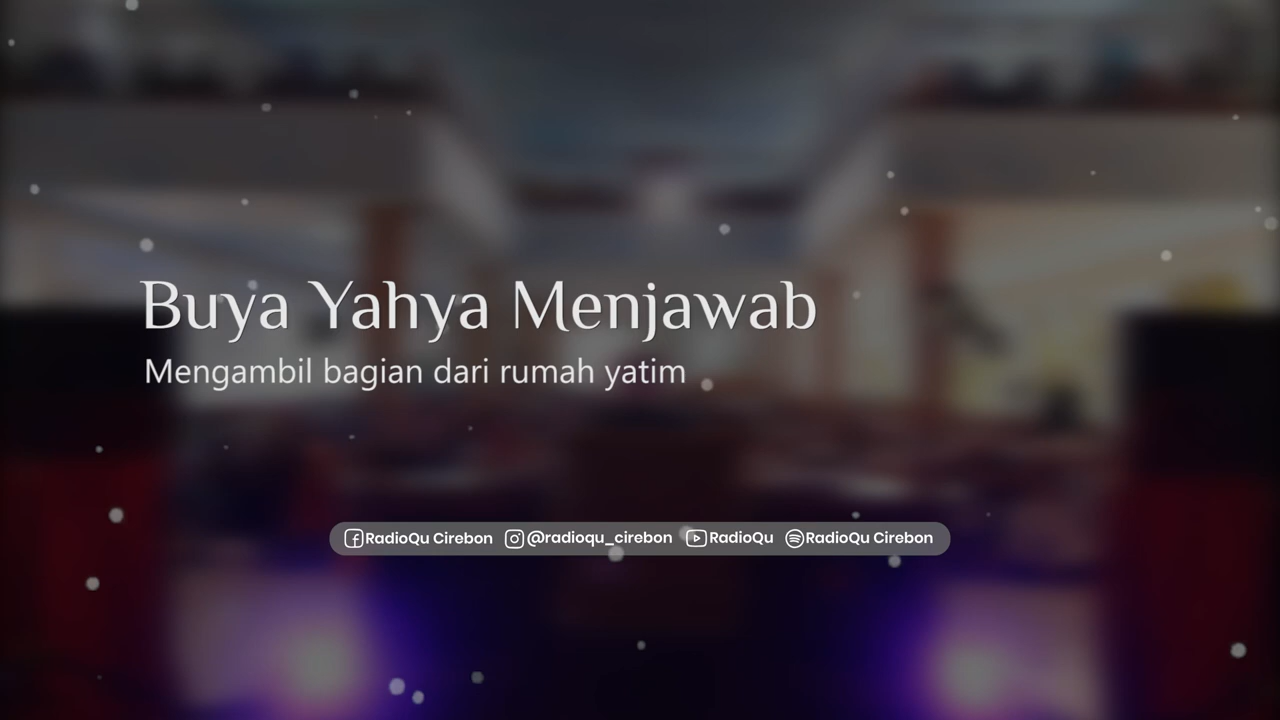 Buya Yahya Menjawab
Mengambil bagian dari rumah yatim
RadioQu Cirebon @radioqu_cirebon RadioQu RadioQu Cirebon